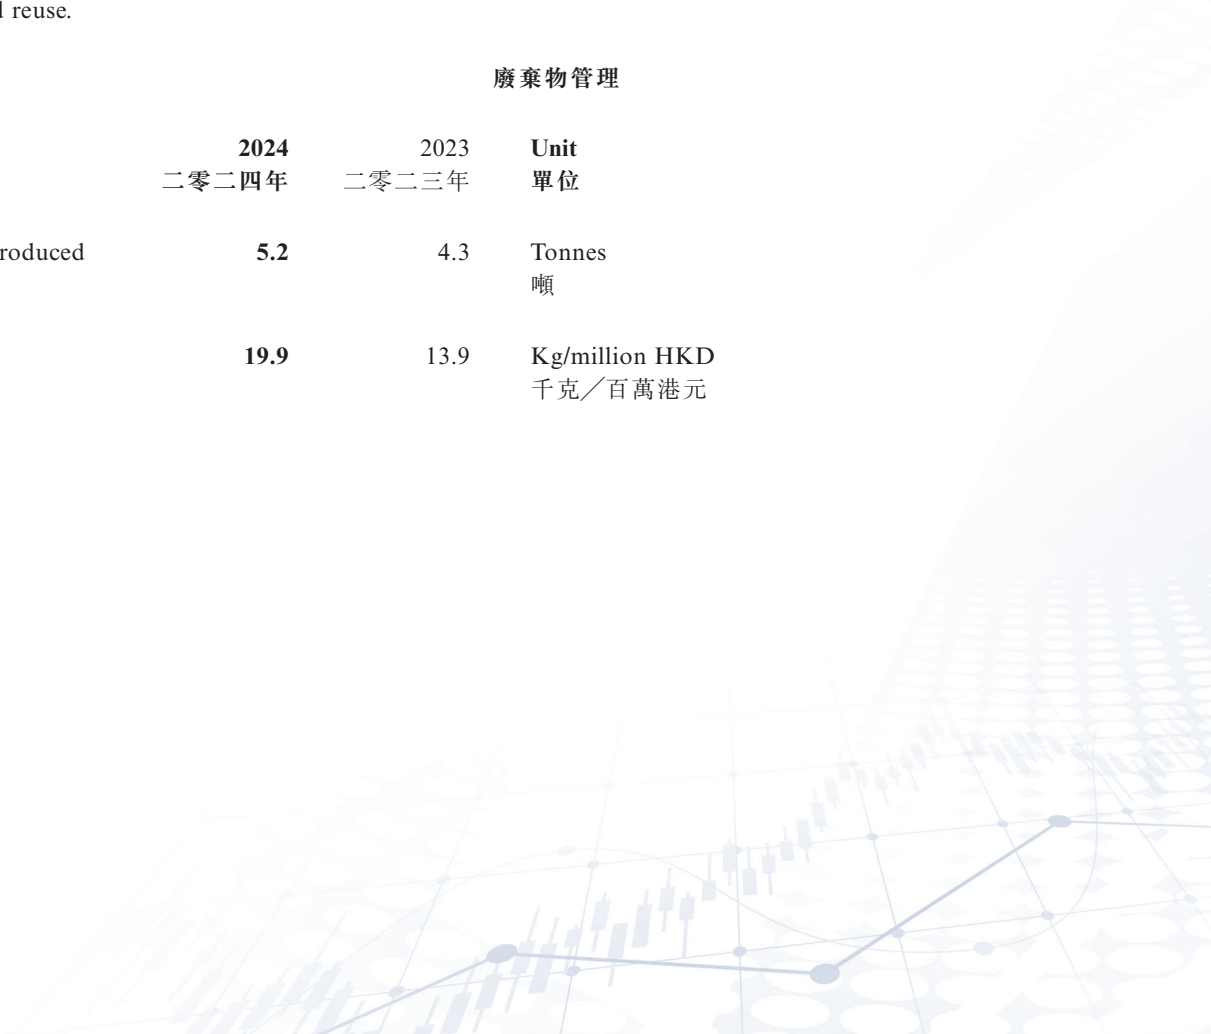 reuse.
廢棄物管理
2024 2023 Unit
二零二四年 二零二三年 單位
roduced 5.2 4.3 Tonnes
噸
19.9 13.9 Kg/million HKD
千克／百萬港元